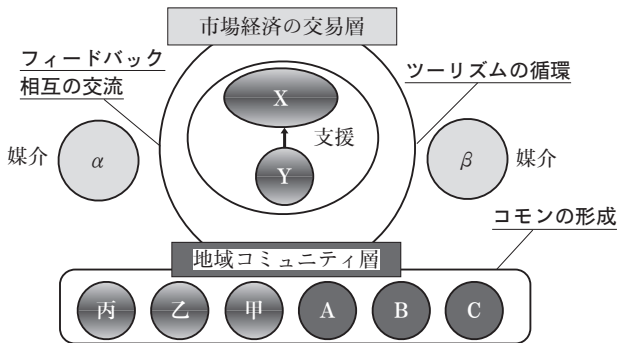 市場経済の交易層
フィードバック
相互の交流
ツーリズムの循環
X
支援
Y
媒介
α
β
媒介
コモンの形成
地域コミュニティ層
丙
乙
甲
A
B
C